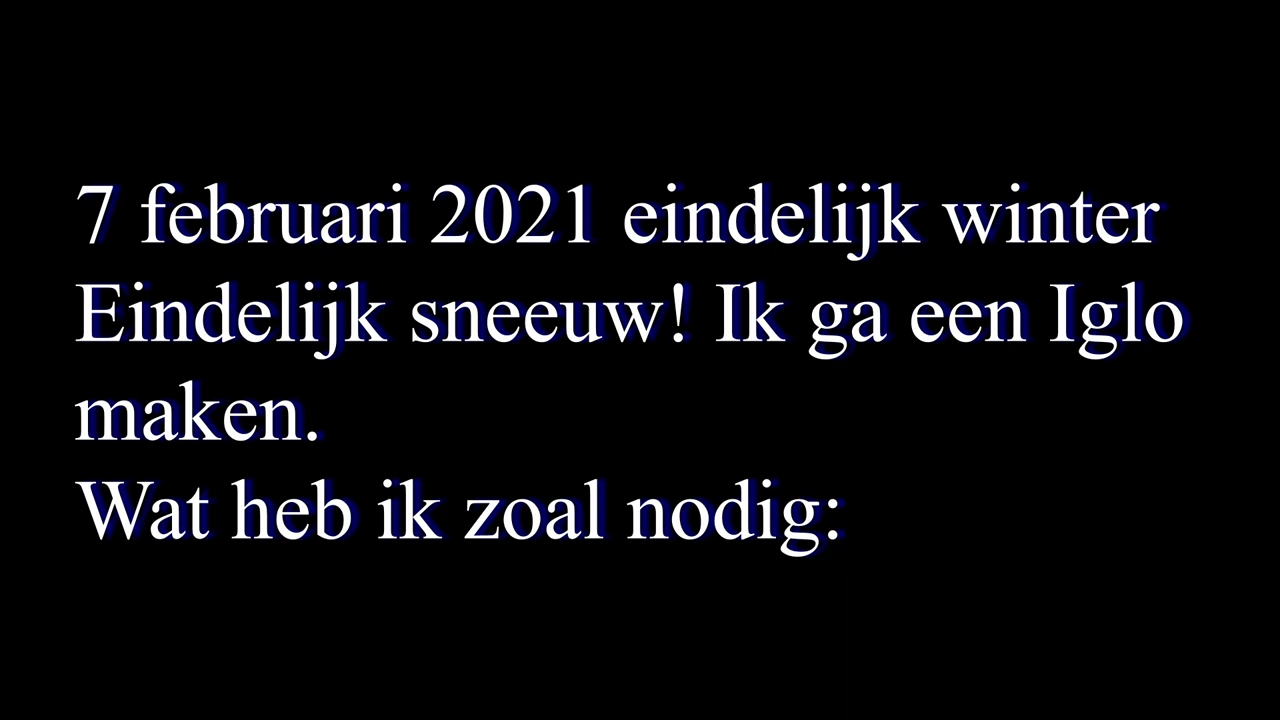 7 februari 2021 eindelijk winter
Eindelijk sneeuw! Ik ga een Iglo
maken.
Wat heb ik zoal nodig: